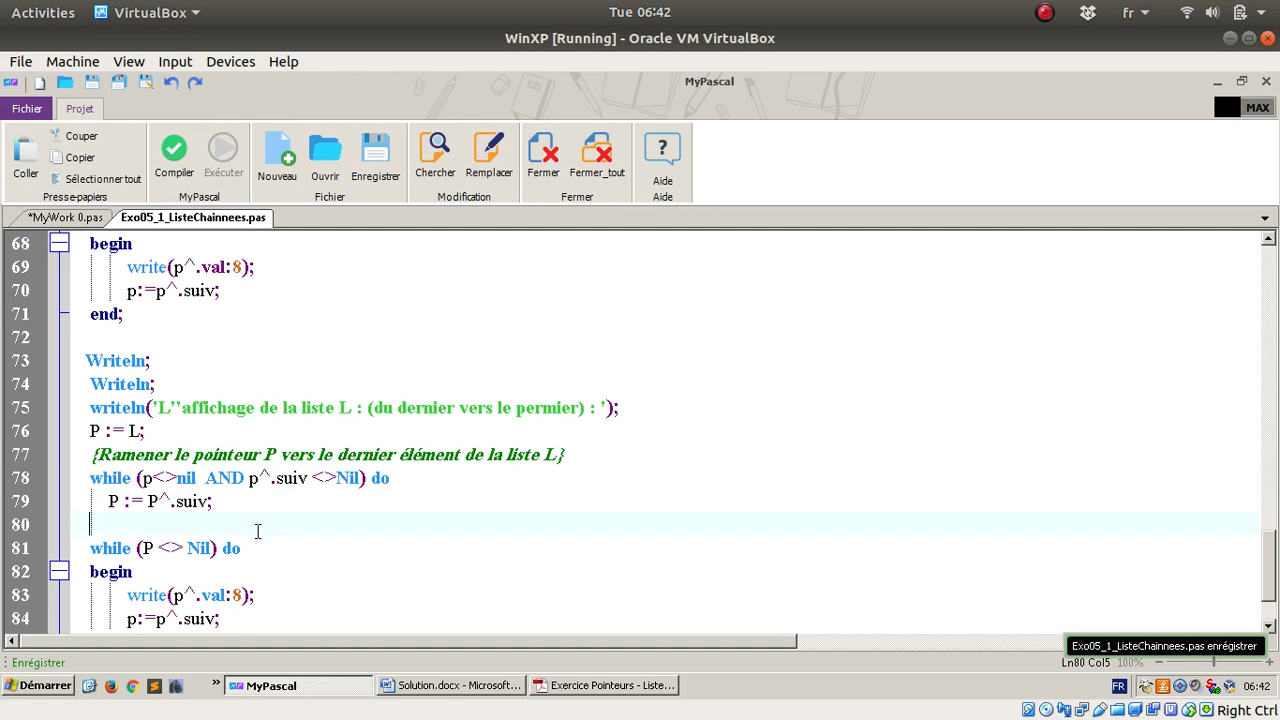 Activities VirtualBox Tue 06:42 fr
WinXP [Running] - Oracle VM VirtualBox
File Machine View Input Devices Help
MyPascal
Fichier Projet MAX
Coller Couper Copier Sélectionner tout Compiler Exécuter Nouveau Ouvrir Enregistrer Chercher Remplacer Fermer Fermer_tout Aide
Presse-papiers MyPascal Fichier Modification Fermer Aide
*MyWork 0.pas Exo05_1_ListeChainnees.pas
68 begin
69 write(p^.val:8);
70 p:=p^.suiv;
71 end;
72
73 Writeln;
74 Writeln;
75 writeln('L''affichage de la liste L : (du dernier vers le permier) : ');
76 P := L;
77 {Ramener le pointeur P vers le dernier élément de la liste L}
78 while (p<>nil AND p^.suiv <>Nil) do
79 P := P^.suiv;
80
81 while (P <> Nil) do
82 begin
83 write(p^.val:8);
84 p:=p^.suiv;
Exo05_1_ListeChainnees.pas enrégistrer
Enrégistrer Ln80 Col5 100%
Démarrer » MyPascal Solution.docx - Microsoft... Exercice Pointeurs - Liste... FR 06:42
Right Ctrl